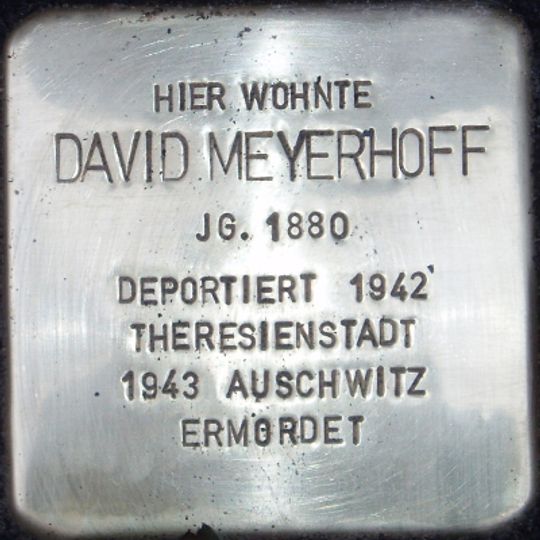 HIER WOHNTE
DAVID MEYERHOFF
JG. 1880
DEPORTIERT 1942
THERESIENSTADT
1943 AUSCHWITZ
ERMORDET